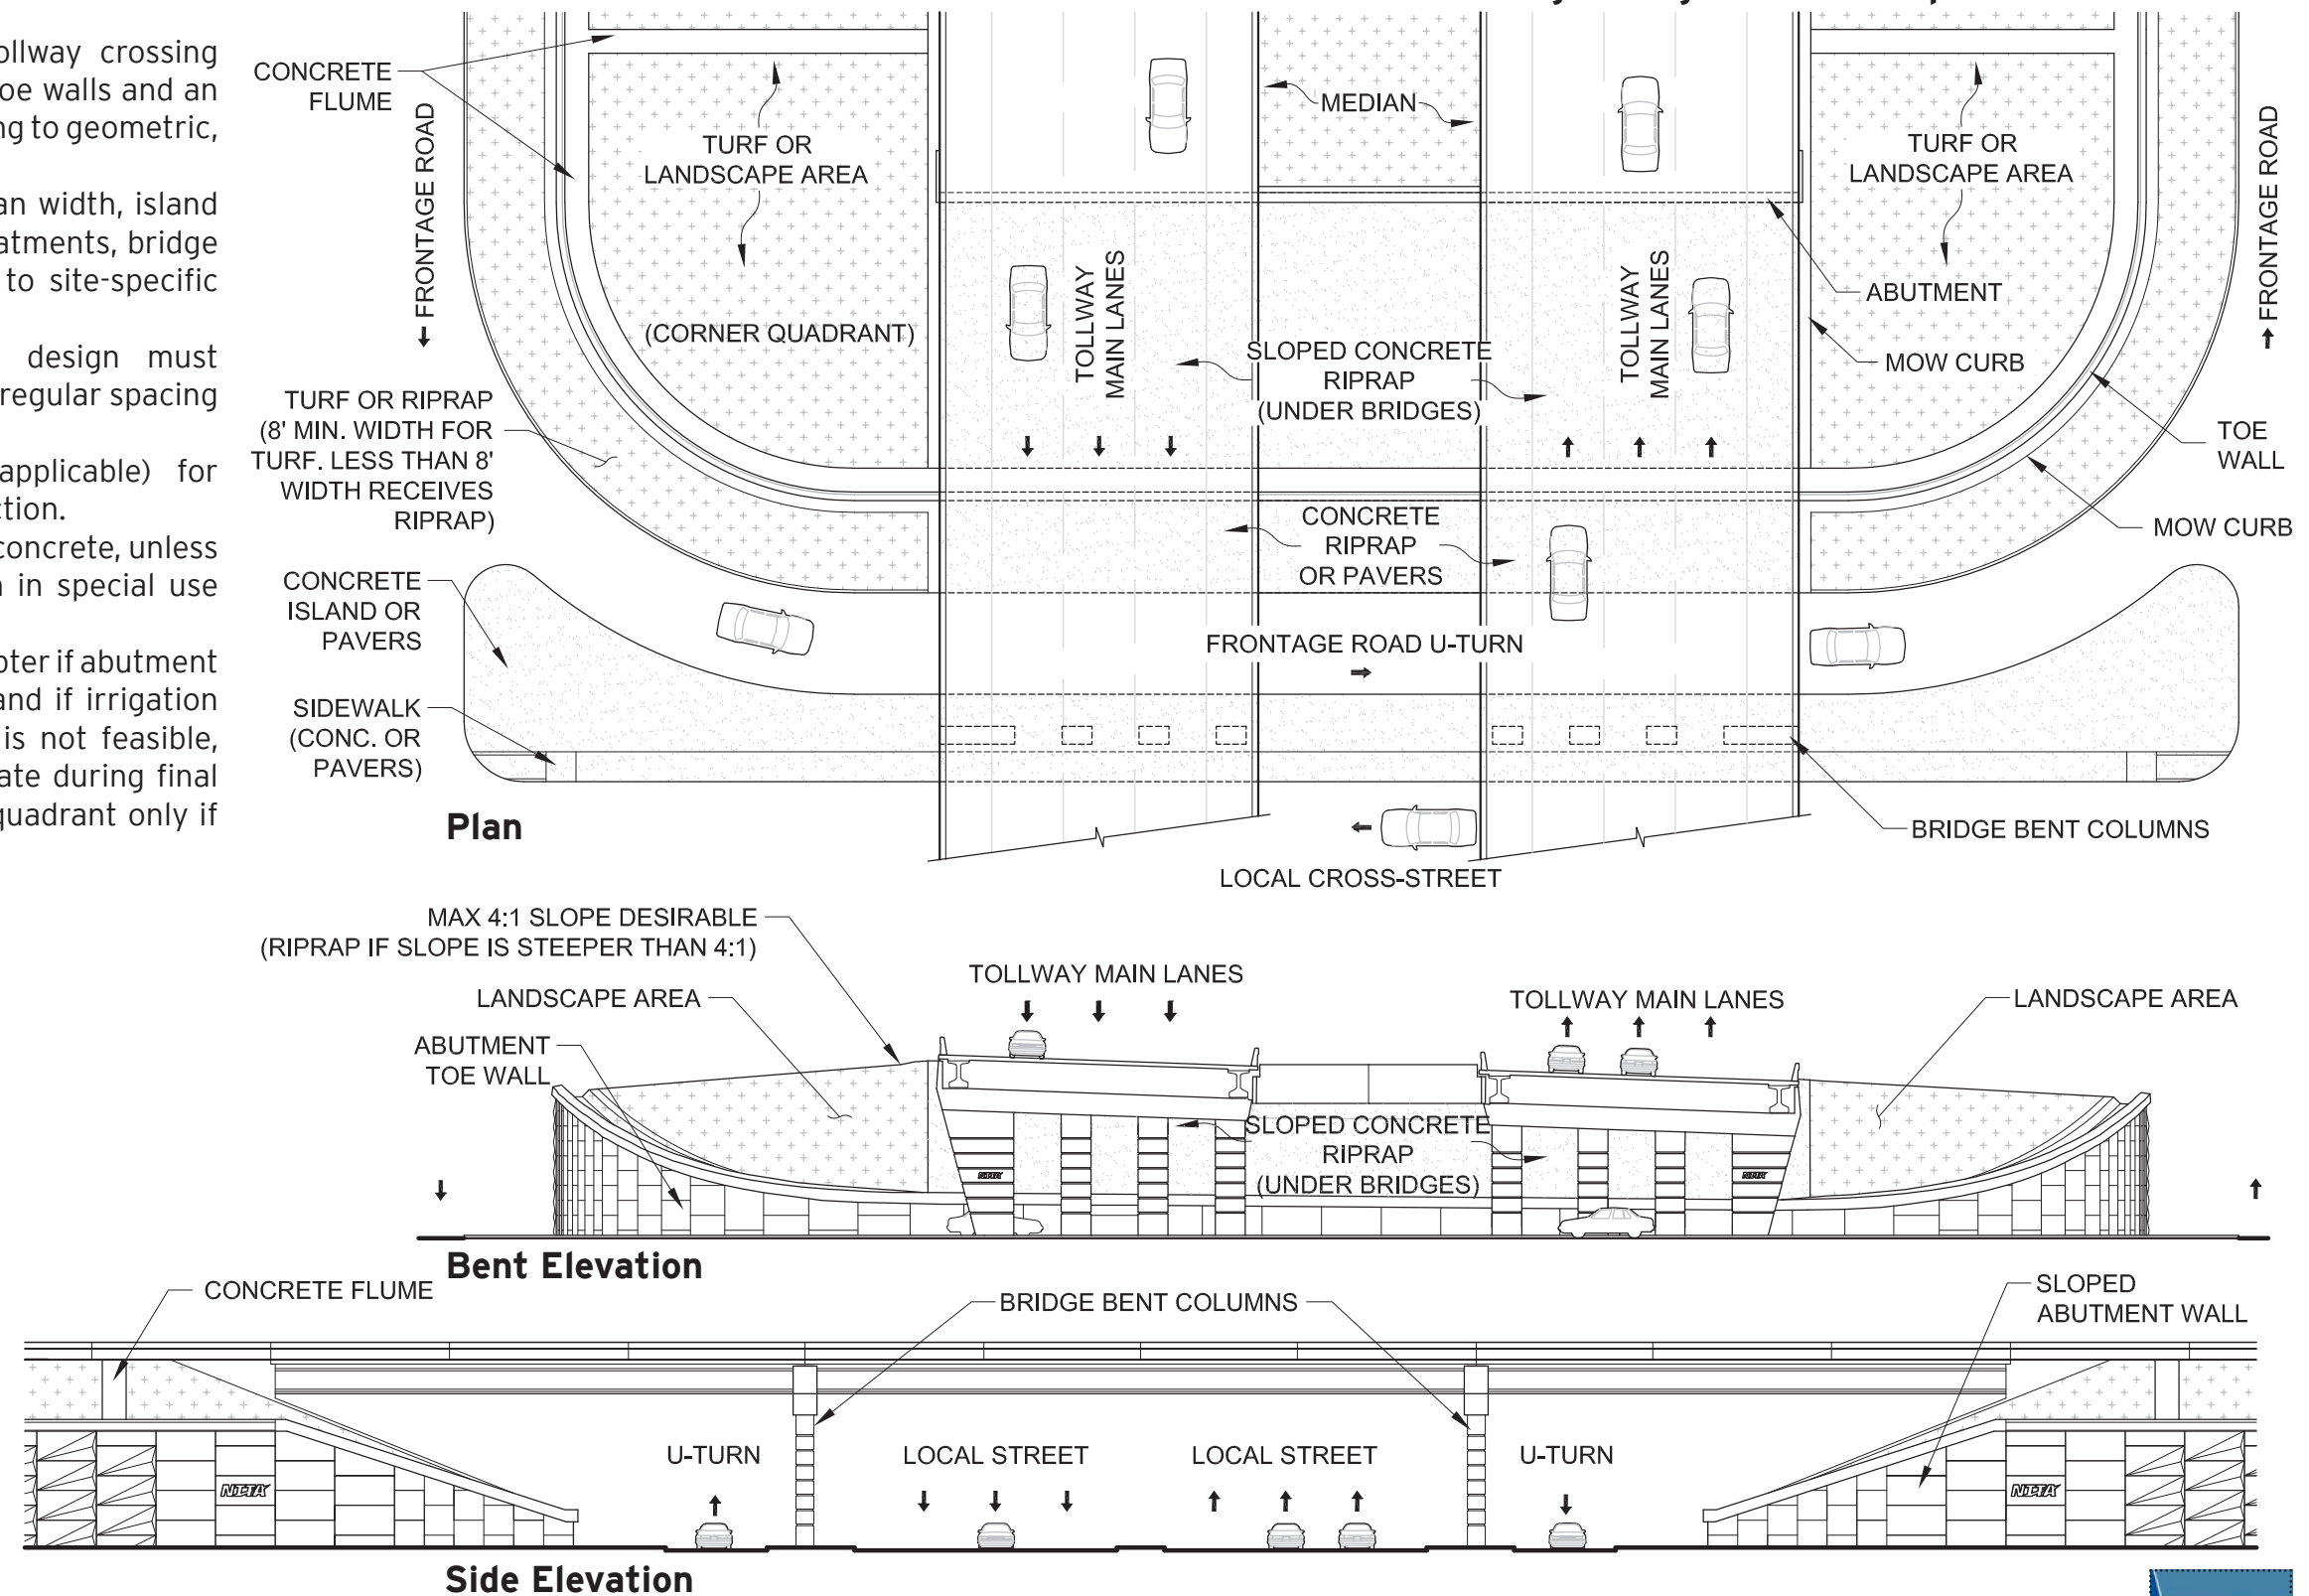 ollway crossing
oe walls and an
ng to geometric,
an width, island
atments, bridge
to site-specific
design must
regular spacing
applicable) for
ction.
concrete, unless
in special use
pter if abutment
and if irrigation
is not feasible,
ate during final
quadrant only if
CONCRETE
FLUME
FRONTAGE ROAD
TURF OR
LANDSCAPE AREA
(CORNER QUADRANT)
MEDIAN
TURF OR
LANDSCAPE AREA
FRONTAGE ROAD
TOLLWAY
MAIN LANES
TOLLWAY
MAIN LANES
ABUTMENT
MOW CURB
SLOPED CONCRETE
RIPRAP
(UNDER BRIDGES)
TURF OR RIPRAP
(8' MIN. WIDTH FOR
TURF. LESS THAN 8'
WIDTH RECEIVES
RIPRAP)
TOE
WALL
MOW CURB
CONCRETE
RIPRAP
OR PAVERS
CONCRETE
ISLAND OR
PAVERS
FRONTAGE ROAD U-TURN
SIDEWALK
(CONC. OR
PAVERS)
BRIDGE BENT COLUMNS
Plan
LOCAL CROSS-STREET
MAX 4:1 SLOPE DESIRABLE
(RIPRAP IF SLOPE IS STEEPER THAN 4:1)
TOLLWAY MAIN LANES
TOLLWAY MAIN LANES
LANDSCAPE AREA
LANDSCAPE AREA
ABUTMENT
TOE WALL
SLOPED CONCRETE
RIPRAP
(UNDER BRIDGES)
NTTA
NTTA
Bent Elevation
CONCRETE FLUME
BRIDGE BENT COLUMNS
SLOPED
ABUTMENT WALL
U-TURN
LOCAL STREET
LOCAL STREET
U-TURN
NTTA
NTTA
Side Elevation